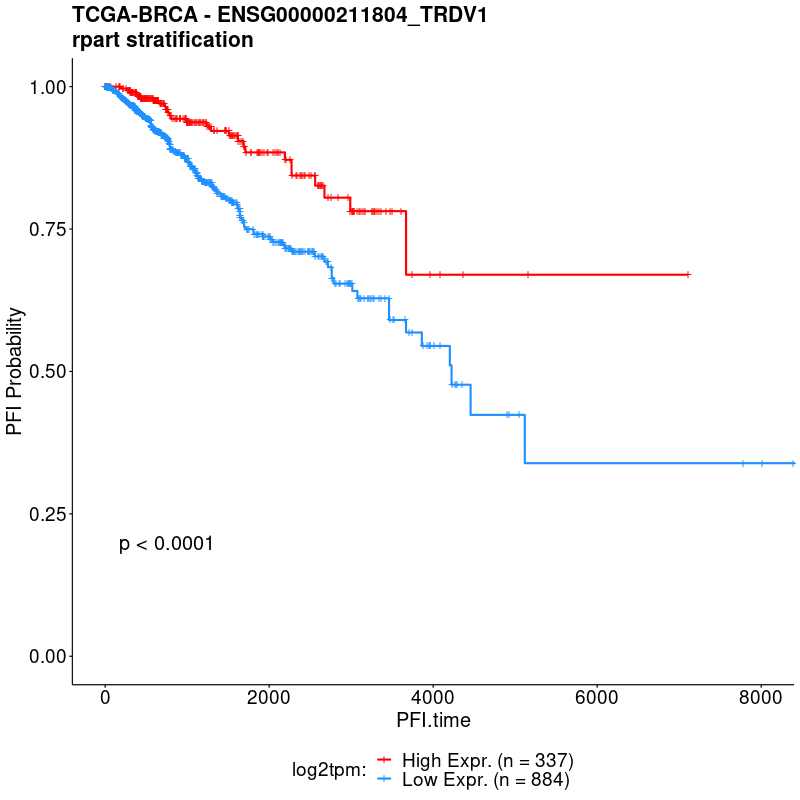 TCGA-BRCA - ENSG00000211804_TRDV1
rpart stratification
1.00
0.75
0.50
0.25
0.00
PFI Probability
p < 0.0001
0 2000 4000 6000 8000
PFI.time
log2tpm:
High Expr. (n = 337)
Low Expr. (n = 884)